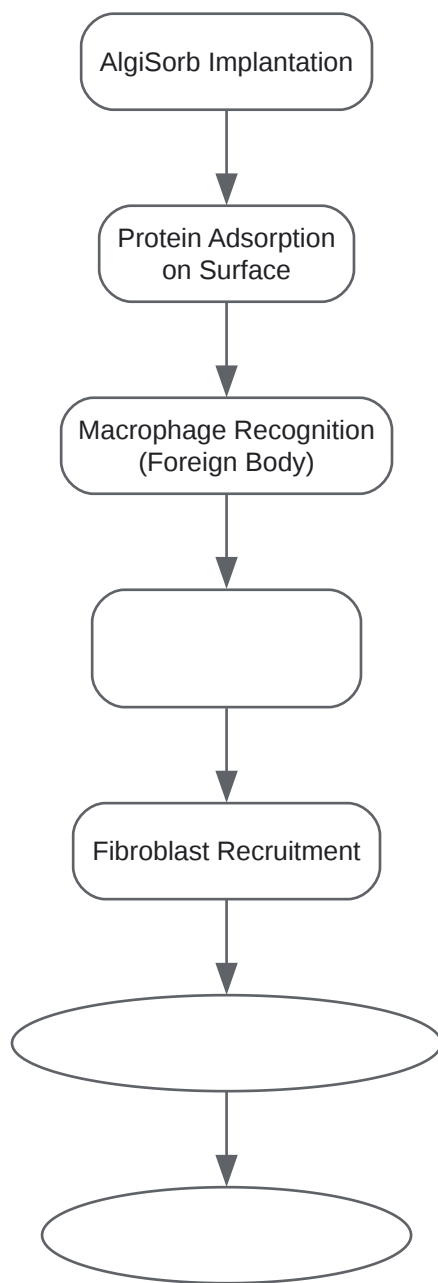 AlgiSorb Implantation
Protein Adsorption
on Surface
Macrophage Recognition
(Foreign Body)
Fibroblast Recruitment